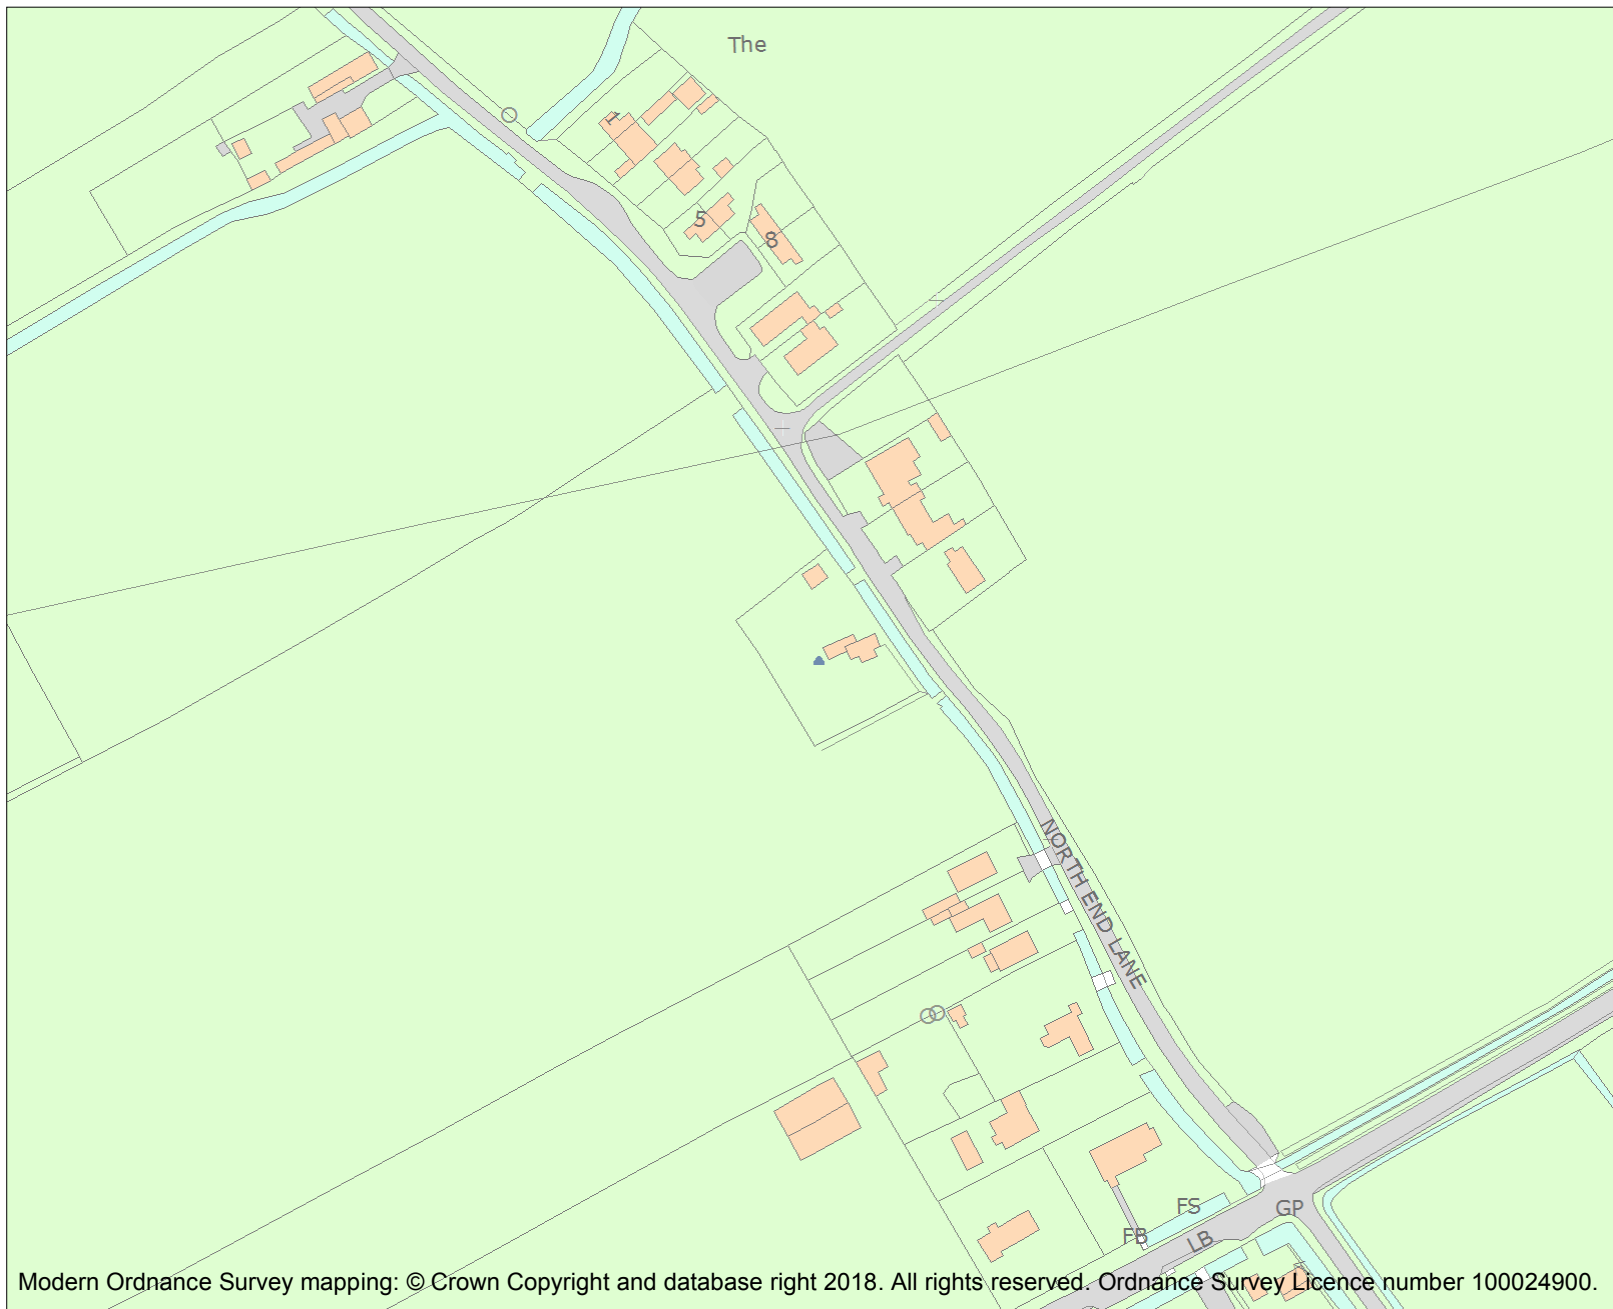 The
1
5
8
NORTH END LANE
FS
GP
FB
LB
Modern Ordnance Survey mapping: © Crown Copyright and database right 2018. All rights reserved. Ordnance Survey Licence number 100024900.